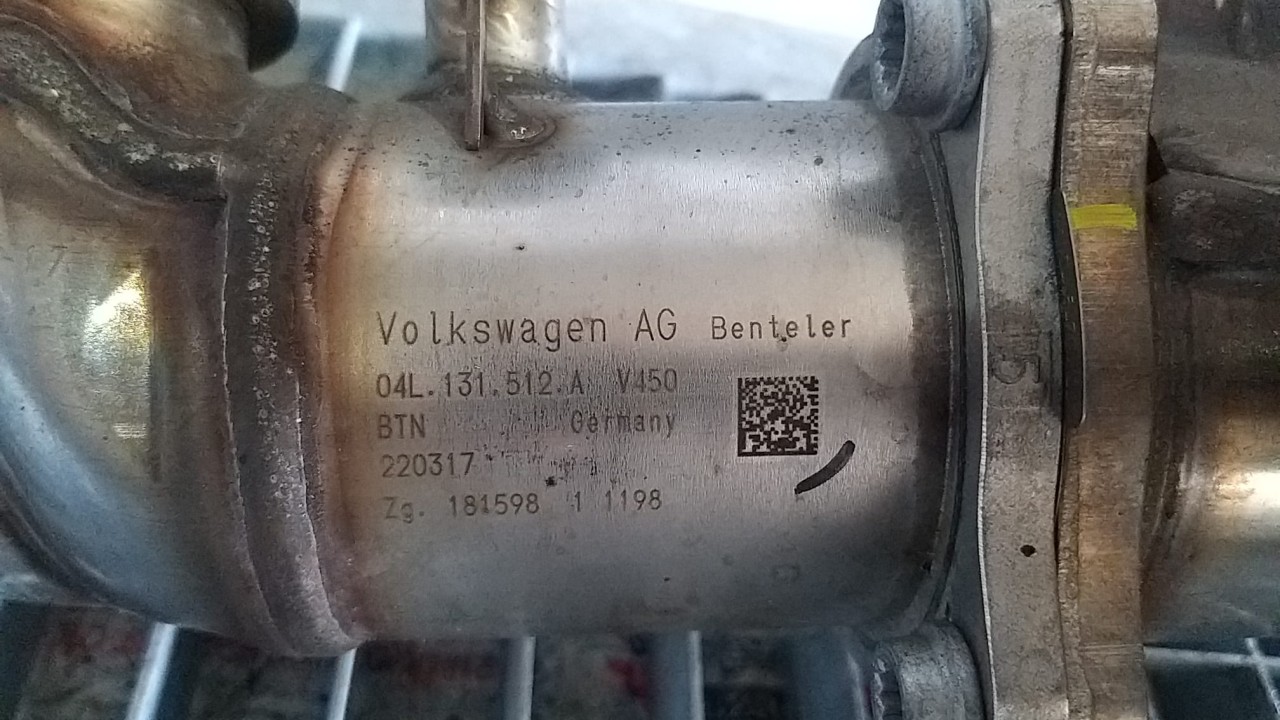 Volkswagen AG Benteler
04L.131.512.A V450
BTN Germany
220317
Zg. 181598 1 1198